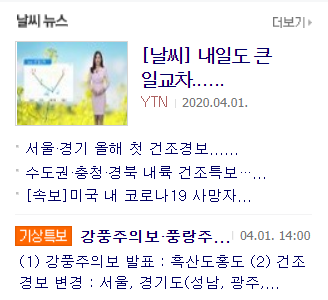 날씨 뉴스
더보기
[날씨] 내일도 큰
일교차……
YTN 2020.04.01.
서울·경기 올해 첫 건조경보……
수도권·충청·경북 내륙 건조특보…...
[속보]미국 내 코로나19 사망자...
기상특보 강풍주의보·풍랑주... 04.01. 14:00
(1) 강풍주의보 발표 : 흑산도홍도 (2) 건조
경보 변경 : 서울, 경기도(성남, 광주,...